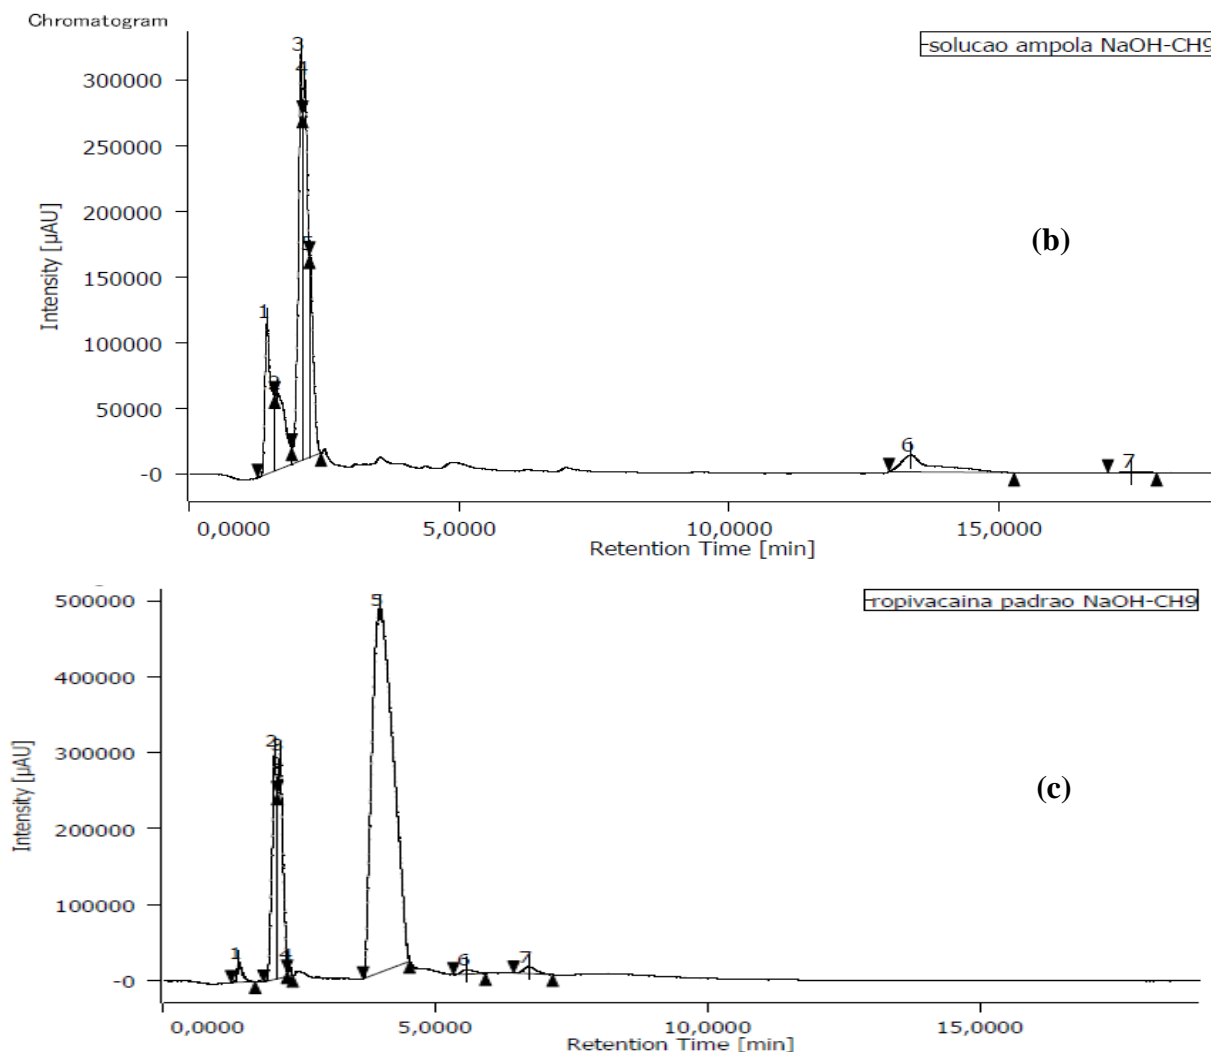 Chromatogram
solucao ampola NaOH-CH9
3
4
300000
250000
5
200000
(b)
Intensity [µAU]
150000
1
100000
2
50000
6
7
-0
0,0000 5,0000 10,0000 15,0000
Retention Time [min]
500000
5
ropivacaina padrao NaOH-CH9
400000
2
3
300000
(c)
Intensity [µAU]
200000
100000
1
4
6
7
-0
0,0000 5,0000 10,0000 15,0000
Retention Time [min]